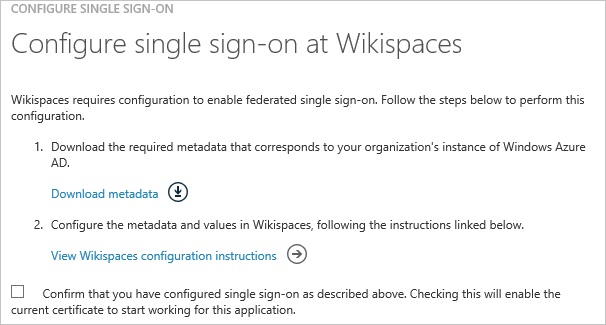 CONFIGURE SINGLE SIGN-ON
Configure single sign-on at Wikispaces
Wikispaces requires configuration to enable federated single sign-on. Follow the steps below to perform this
configuration.
1. Download the required metadata that corresponds to your organization's instance of Windows Azure
AD.
Download metadata
2. Configure the metadata and values in Wikispaces, following the instructions linked below.
View Wikispaces configuration instructions
Confirm that you have configured single sign-on as described above. Checking this will enable the
current certificate to start working for this application.